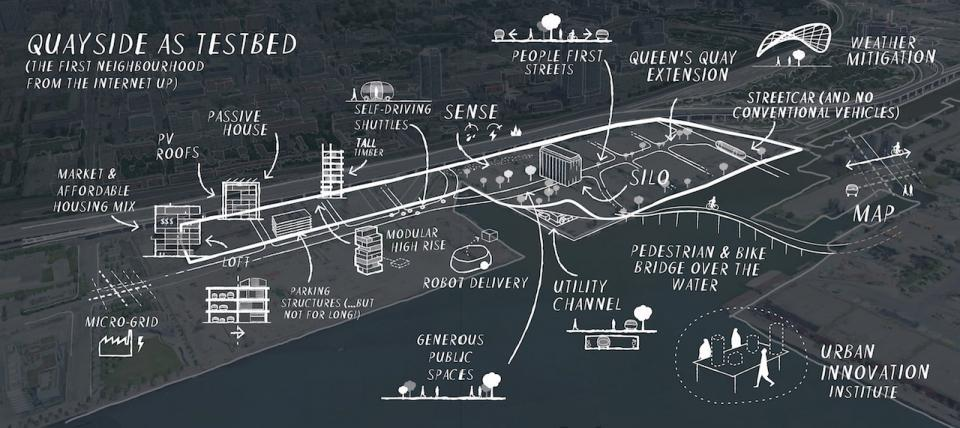 QUAYSIDE AS TESTBED
(THE FIRST NEIGHBOURHOOD
FROM THE INTERNET UP)
PEOPLE FIRST
STREETS
QUEEN'S QUAY
EXTENSION
WEATHER
MITIGATION
STREETCAR (AND NO
CONVENTIONAL VEHICLES)
SELF-DRIVING
SHUTTLES
SENSE
PASSIVE
HOUSE
PV
ROOFS
TALL
TIMBER
MARKET &
AFFORDABLE
HOUSING MIX
$$$
SILO
MAP
LOFT
MODULAR
HIGH RISE
ROBOT DELIVERY
PEDESTRIAN & BIKE
BRIDGE OVER THE
WATER
PARKING
STRUCTURES (...BUT
NOT FOR LONG!)
UTILITY
CHANNEL
MICRO-GRID
GENEROUS
PUBLIC
SPACES
URBAN
INNOVATION
INSTITUTE